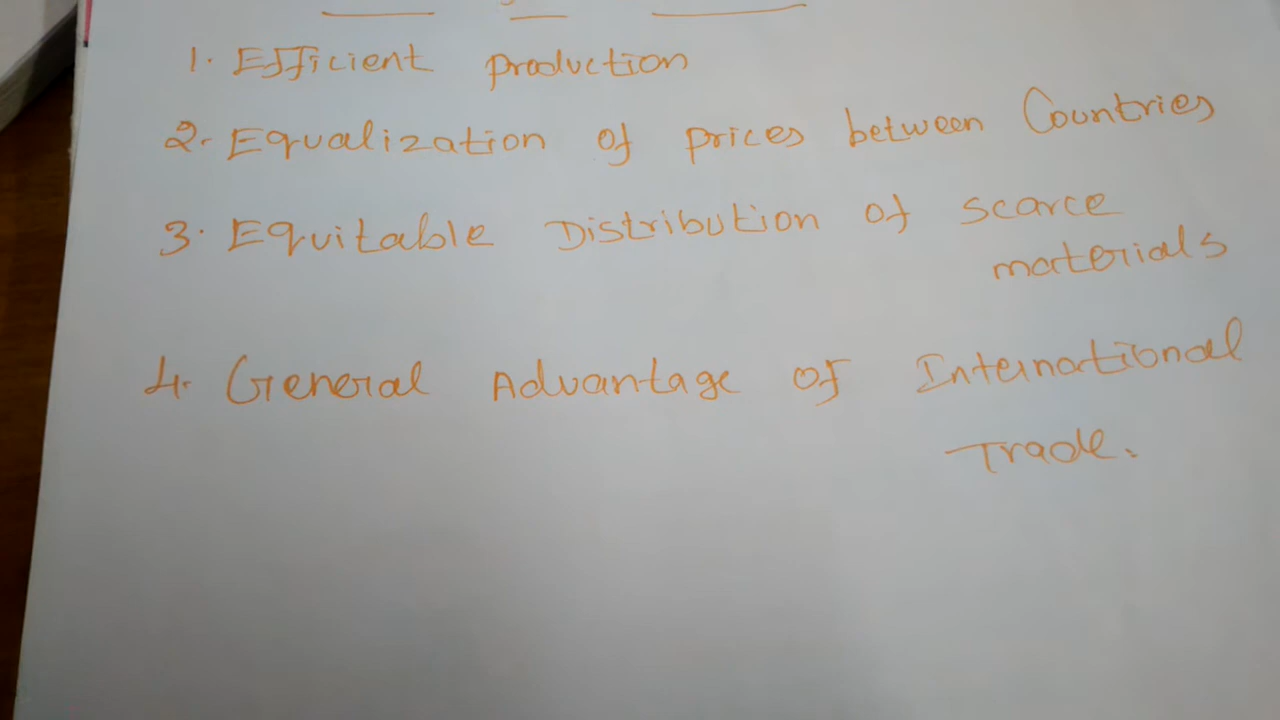 1. Efficient production
2. Equalization of prices between Countries
3. Equitable Distribution of scarce
materials
4. General Advantage of International
Trade.